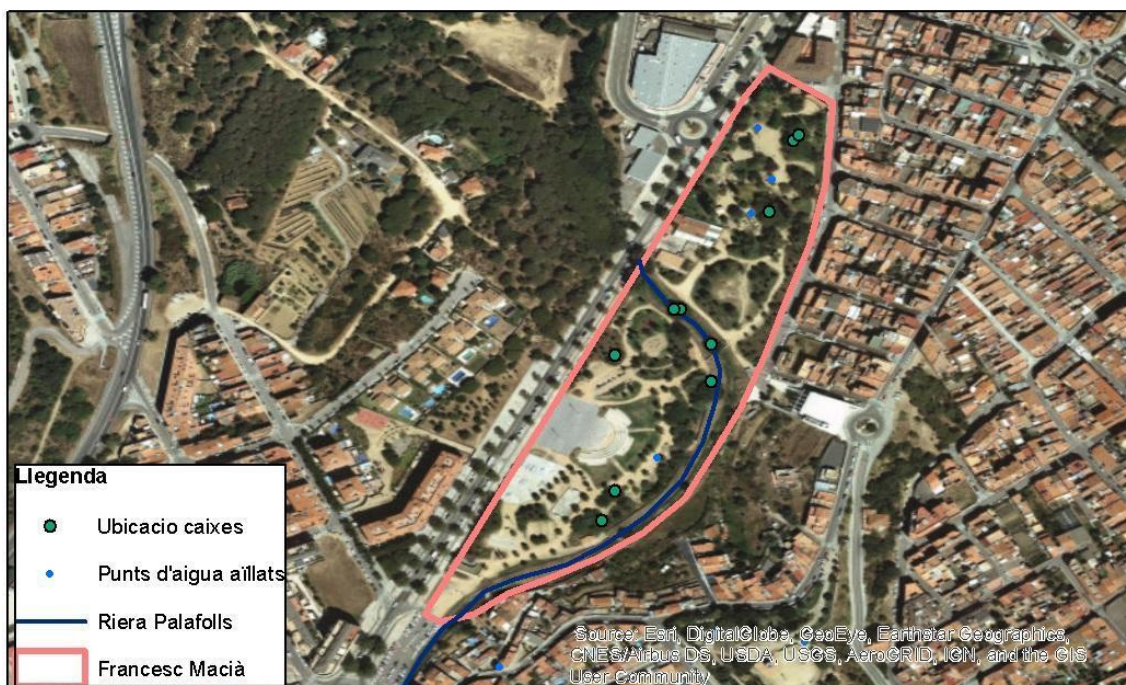 Llegenda
Ubicacio caixes
Punts d'aigua aïllats
Riera Palafolls
Francesc Macià
Source: Esri, DigitalGlobe, GeoEye, Earthstar Geographics,
CNES/Airbus DS, USDA, USGS, AeroGRID, IGN, and the GIS
User Community